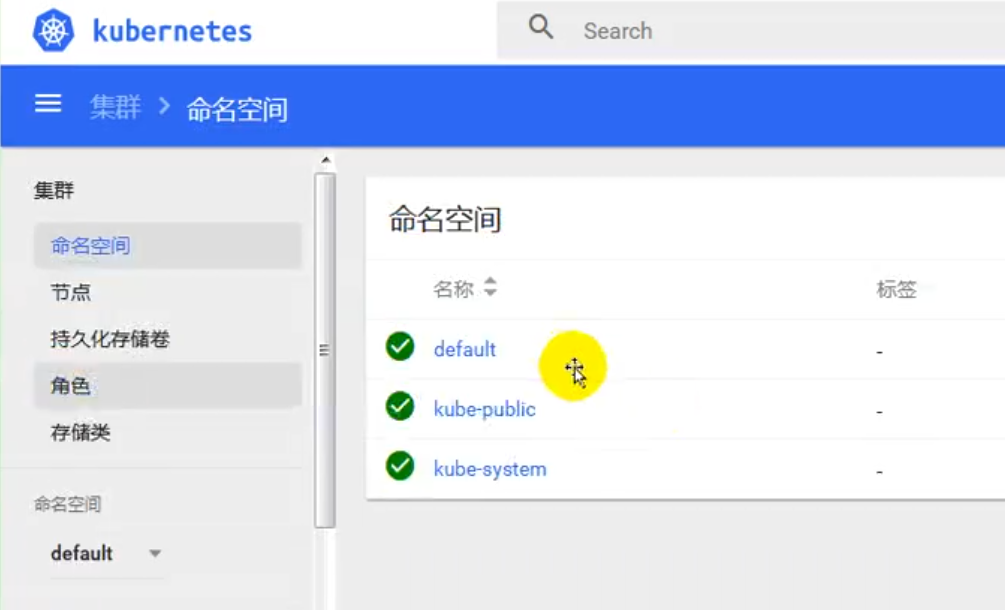 kubernetes
Search
集群 > 命名空间
集群
命名空间
节点
持久化存储卷
角色
存储类
命名空间
default
命名空间
名称 标签
default -
kube-public -
kube-system -